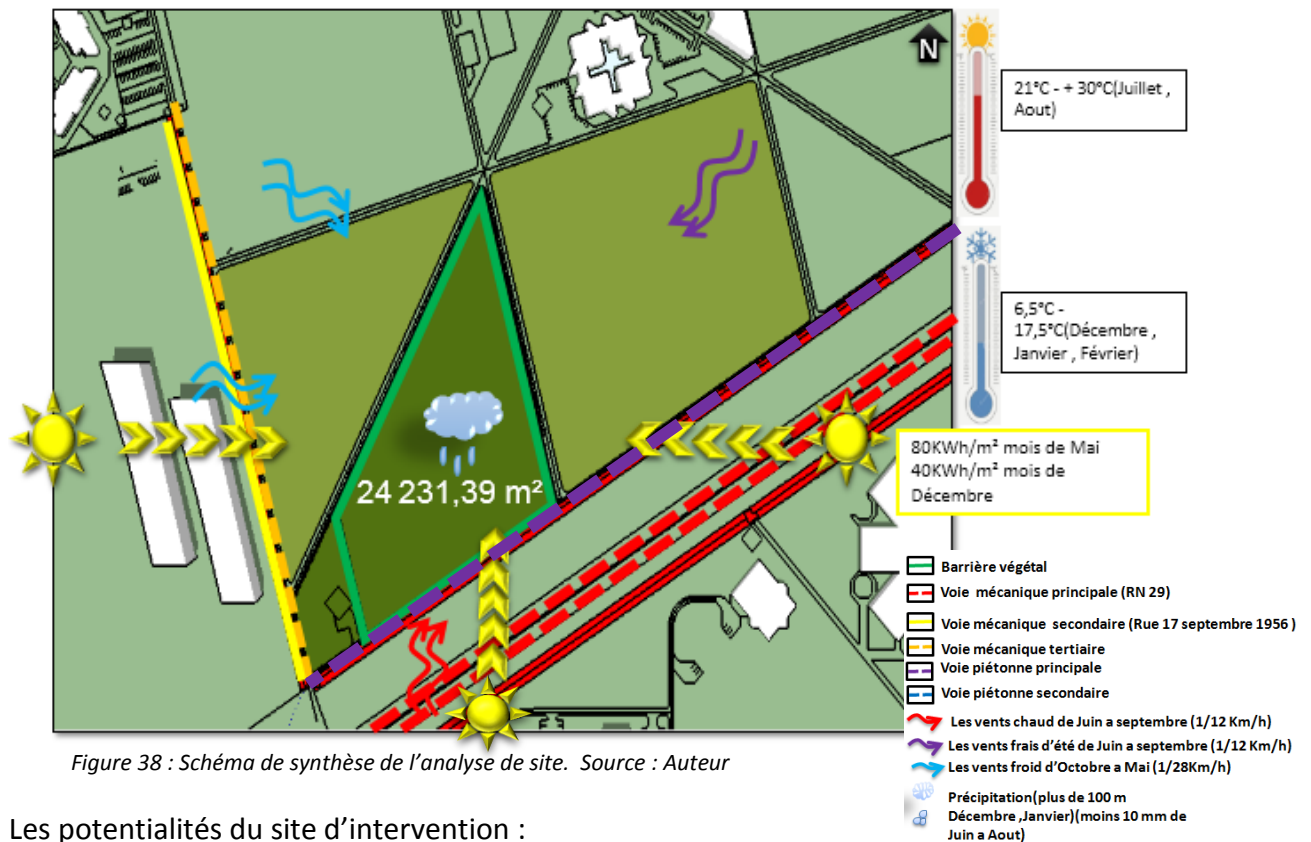 N
21°C - + 30°C(Juillet ,
Aout)
6,5°C -
17,5°C(Décembre ,
Janvier , Février)
80KWh/m² mois de Mai
40KWh/m² mois de
Décembre
24 231,39 m²
Barrière végétal
Voie mécanique principale (RN 29)
Voie mécanique secondaire (Rue 17 septembre 1956 )
Voie mécanique tertiaire
Voie piétonne principale
Voie piétonne secondaire
Les vents chaud de Juin a septembre (1/12 Km/h)
Les vents frais d’été de Juin a septembre (1/12 Km/h)
Les vents froid d’Octobre a Mai (1/28Km/h)
Précipitation(plus de 100 m
Décembre ,Janvier)(moins 10 mm de
Juin a Aout)
Figure 38 : Schéma de synthèse de l’analyse de site. Source : Auteur
Les potentialités du site d’intervention :